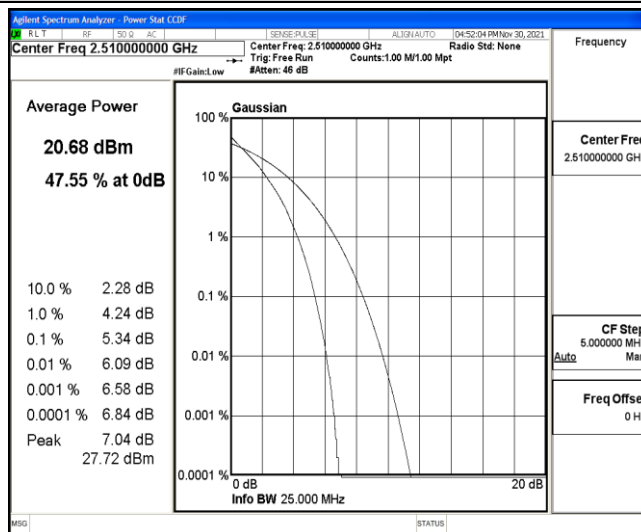 Agilent Spectrum Analyzer - Power Stat CCDF
RLT RF 50 Ω AC SENSE:PULSE ALIGNAUTO 04:52:04 PM Nov 30, 2021
Center Freq 2.510000000 GHz
Center Freq: 2.510000000 GHz Radio Std: None
Trig: Free Run Counts:1.00 M/1.00 Mpt
#IFGain:Low #Atten: 46 dB
Frequency
Average Power
20.68 dBm
47.55 % at 0dB
10.0 % 2.28 dB
1.0 % 4.24 dB
0.1 % 5.34 dB
0.01 % 6.09 dB
0.001 % 6.58 dB
0.0001 % 6.84 dB
Peak 7.04 dB
27.72 dBm
Gaussian
100 %
10 %
1 %
0.1 %
0.01 %
0.001 %
0.0001 %
0 dB 20 dB
Info BW 25.000 MHz
Center Fre
2.510000000 GH
CF Step
5.000000 MH
Auto Ma
Freq Offse
0 H
MSG STATUS